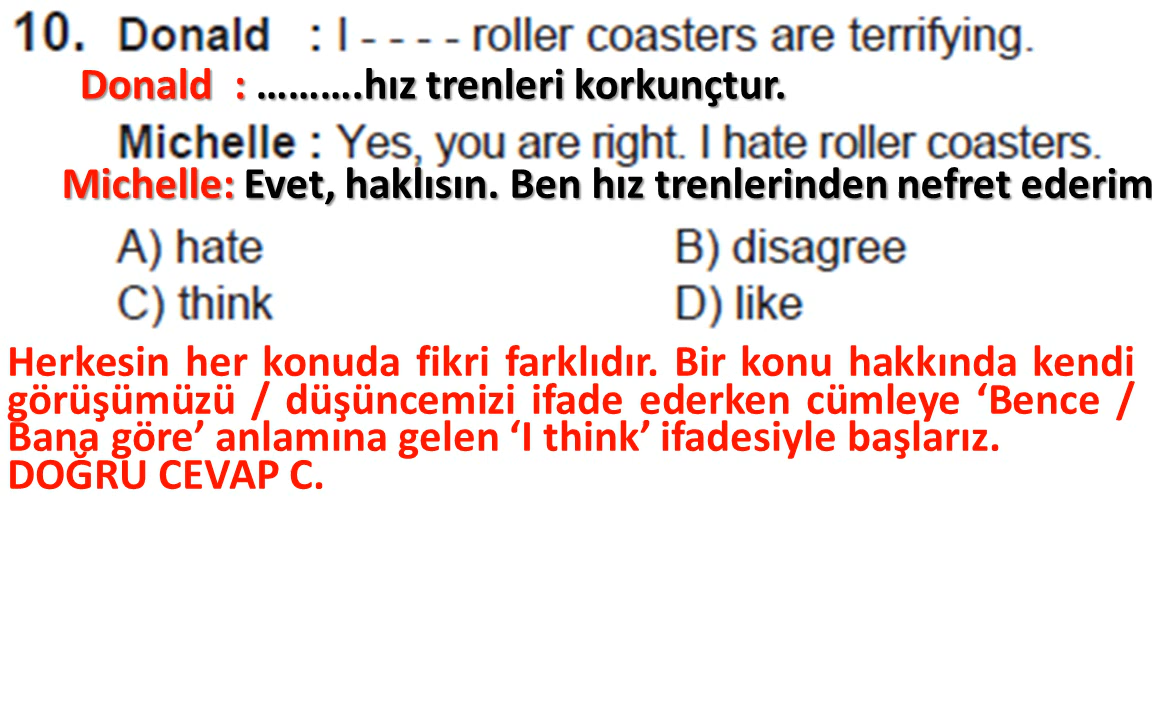 10. Donald : I - - - - roller coasters are terrifying.
Donald : ……….hız trenleri korkunçtur.
Michelle : Yes, you are right. I hate roller coasters.
Michelle: Evet, haklısın. Ben hız trenlerinden nefret ederim
A) hate B) disagree
C) think D) like
Herkesin her konuda fikri farklıdır. Bir konu hakkında kendi
görüşümüzü / düşüncemizi ifade ederken cümleye ‘Bence /
Bana göre’ anlamına gelen ‘I think’ ifadesiyle başlarız.
DOĞRU CEVAP C.